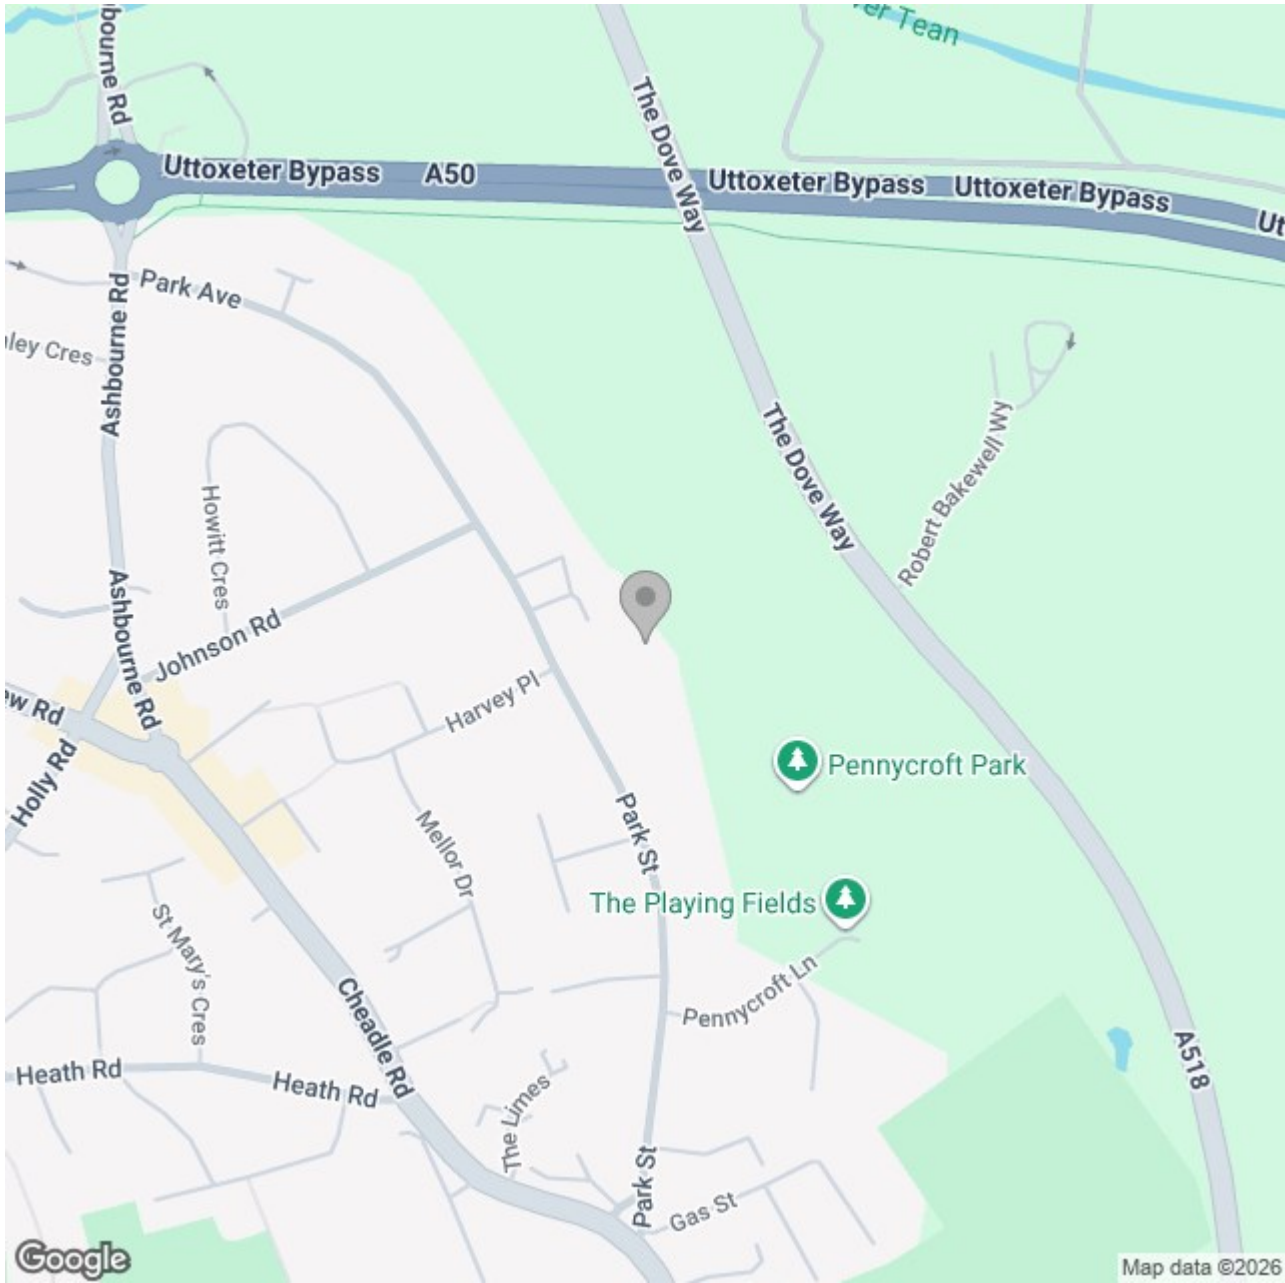 bourne Rd
er Tean
The Dove Way
Uttoxeter Bypass
A50
Uttoxeter Bypass
Uttoxeter Bypass
Ut
Park Ave
Ashbourne Rd
ley Cres
The Dove Way
Robert Bakewell Wy
Howitt Cres
Ashbourne Rd
Johnson Rd
Harvey Pl
ew Rd
Holly Rd
Pennycroft Park
Park St
Mellor Dr
The Playing Fields
St Mary's Cres
Pennycroft Ln
Cheadle Rd
A518
Heath Rd
Heath Rd
The Limes
Park St
Gas St
Google
Map data ©2026